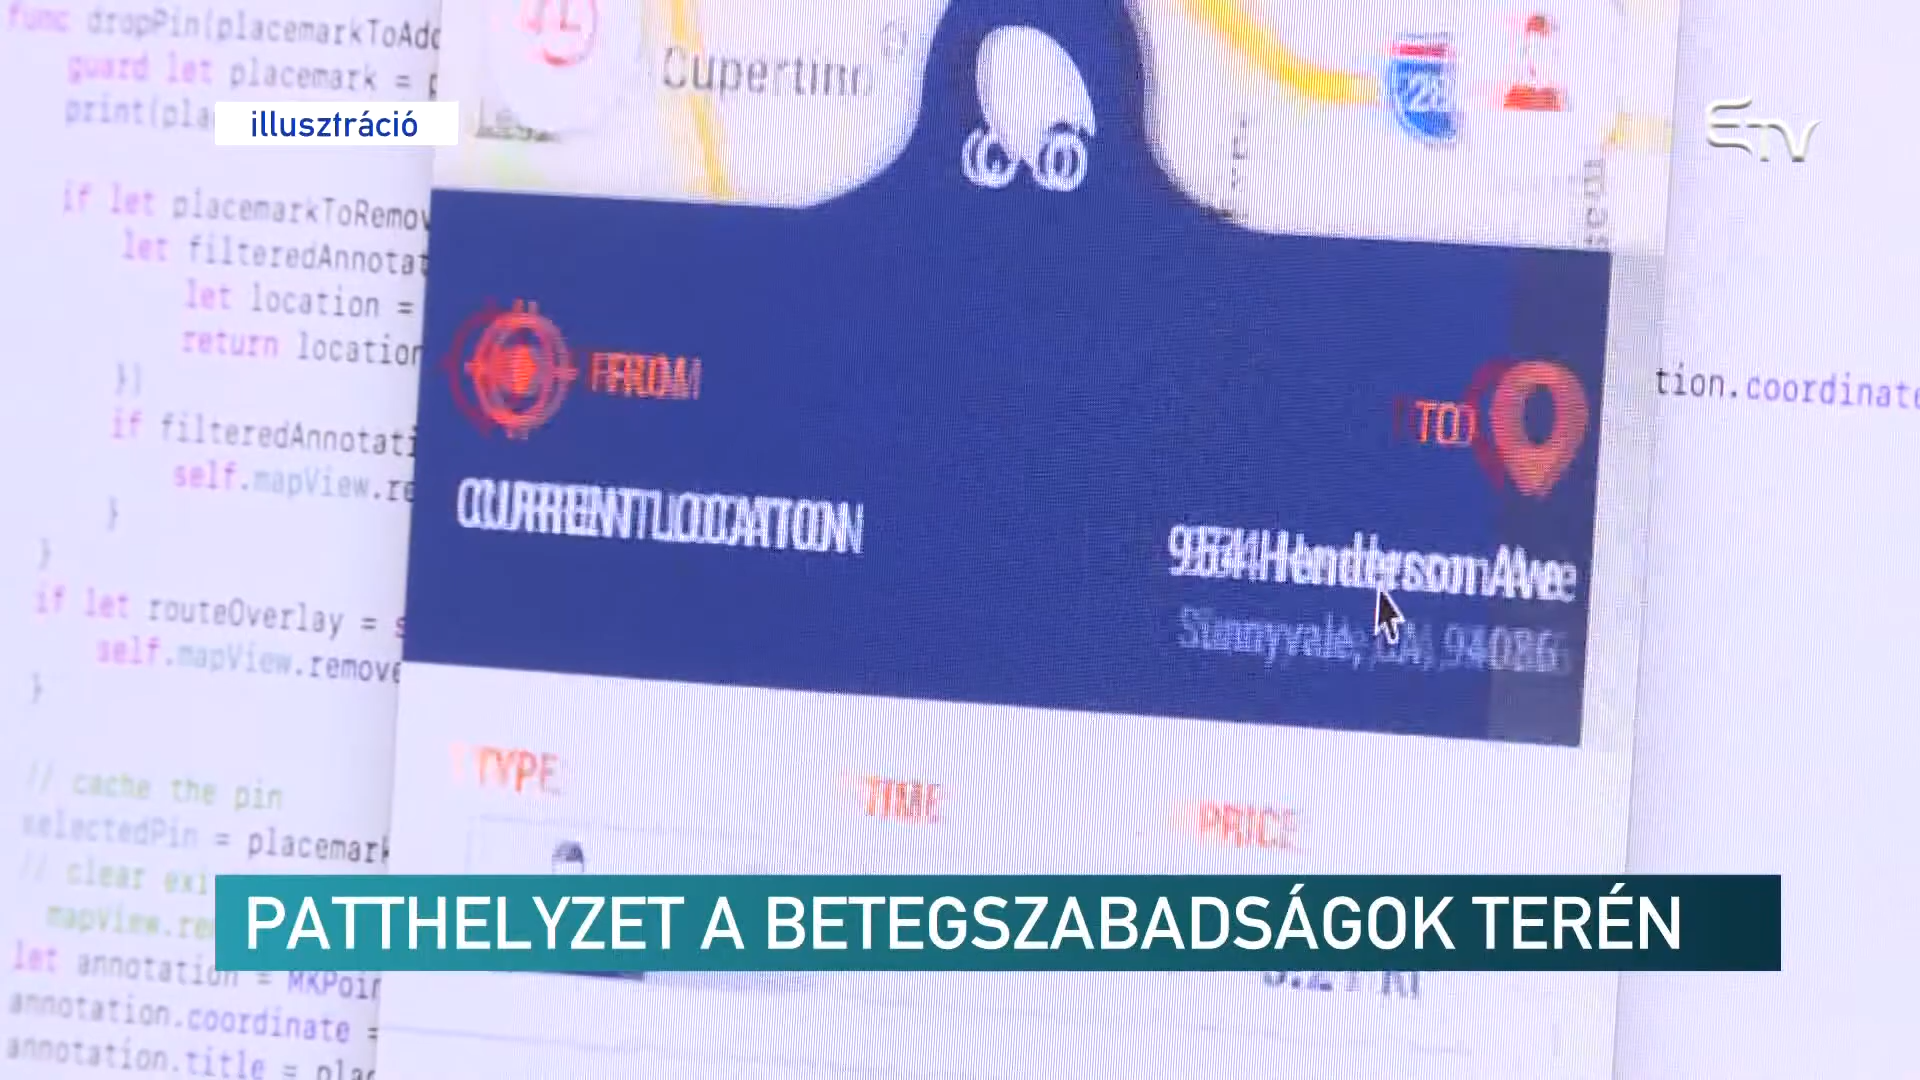 func dropPin(placemarkToAdd
guard let placemark = p
print(pla
illusztráció
Cupertino
ETV
if let placemarkToRemov
let filteredAnnotat
let location =
return location
})
if filteredAnnotati
self.mapView.re
}
}
if let routeOverlay = s
self.mapView.remove
}
// cache the pin
selectedPin = placemark
// clear exi
mapView.rem
let annotation = MKPoin
annotation.coordinate =
annotation.title = plac
FROM
TO
CURRENT LOCATION
Henderson Ave
Sunnyvale, CA, 94086
tion.coordinate
TYPE
TIME
PRICE
PATTHELYZET A BETEGSZABADSÁGOK TERÉN